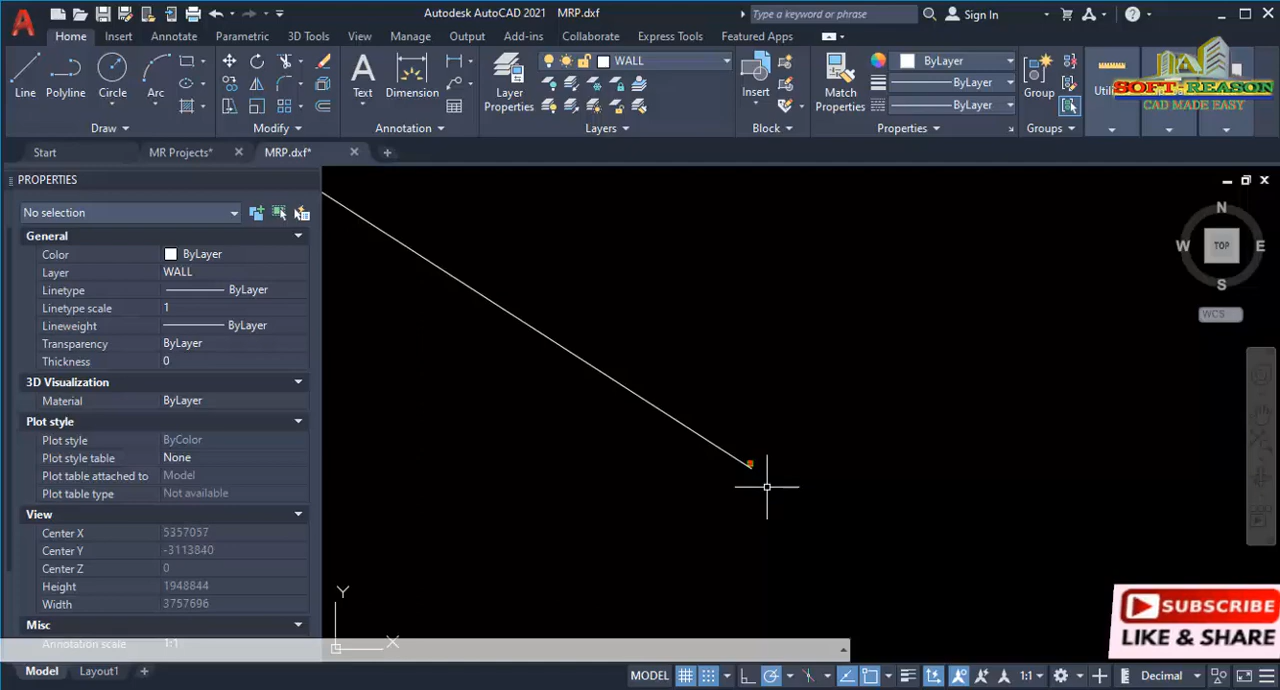 Autodesk AutoCAD 2021 MRP.dxf
Type a keyword or phrase
Sign In
Home Insert Annotate Parametric 3D Tools View Manage Output Add-ins Collaborate Express Tools Featured Apps
Line Polyline Circle Arc
Text Dimension
Layer Properties
WALL
Insert
Match Properties
ByLayer
ByLayer
ByLayer
Group
SOFT-REASON
CAD MADE EASY
Draw Modify Annotation Layers Block Properties Groups
Start MR Projects* MRP.dxf*
PROPERTIES
No selection
General
Color ByLayer
Layer WALL
Linetype ByLayer
Linetype scale 1
Lineweight ByLayer
Transparency ByLayer
Thickness 0
3D Visualization
Material ByLayer
Plot style
Plot style ByColor
Plot style table None
Plot table attached to Model
Plot table type Not available
View
Center X 5357057
Center Y -3113840
Center Z 0
Height 1948844
Width 3757696
Misc
Annotation scale 1:1
N
W TOP E
S
WCS
Y
X
SUBSCRIBE
LIKE & SHARE
Model Layout1
MODEL 1:1 Decimal